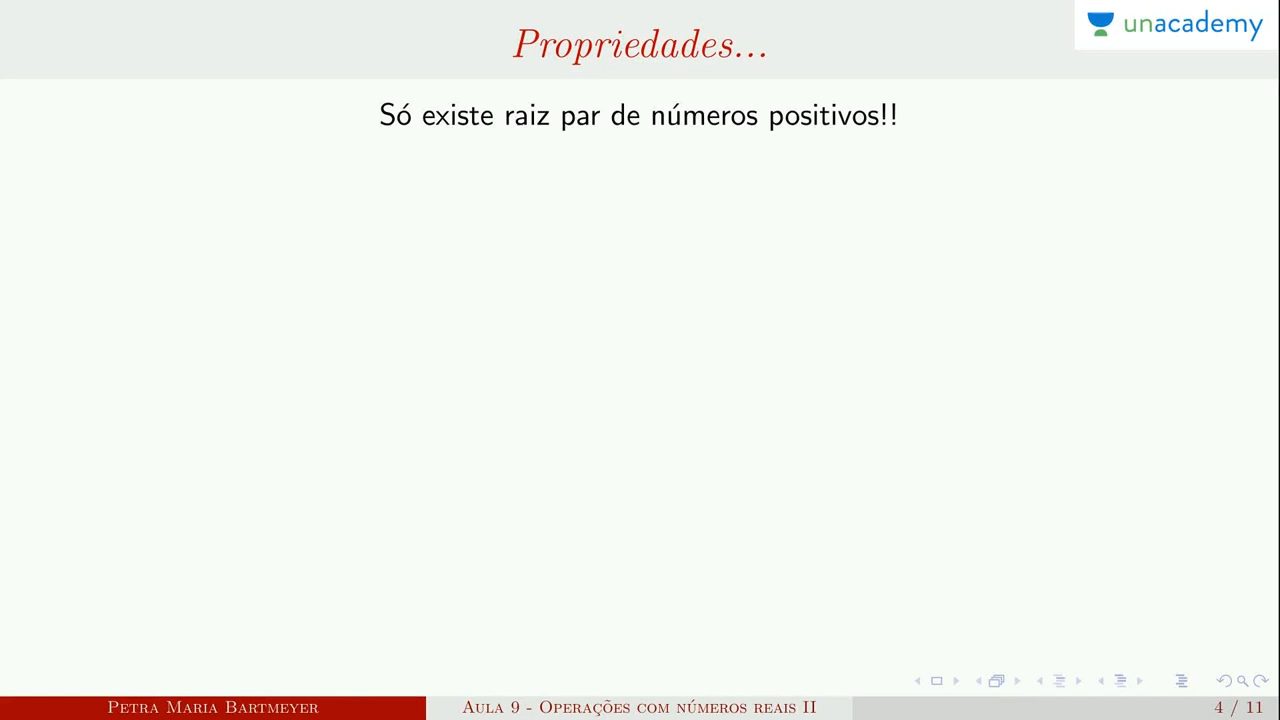 unacademy
Propriedades...
Só existe raiz par de números positivos!!
Petra Maria Bartmeyer
Aula 9 - Operações com números reais II
4 / 11